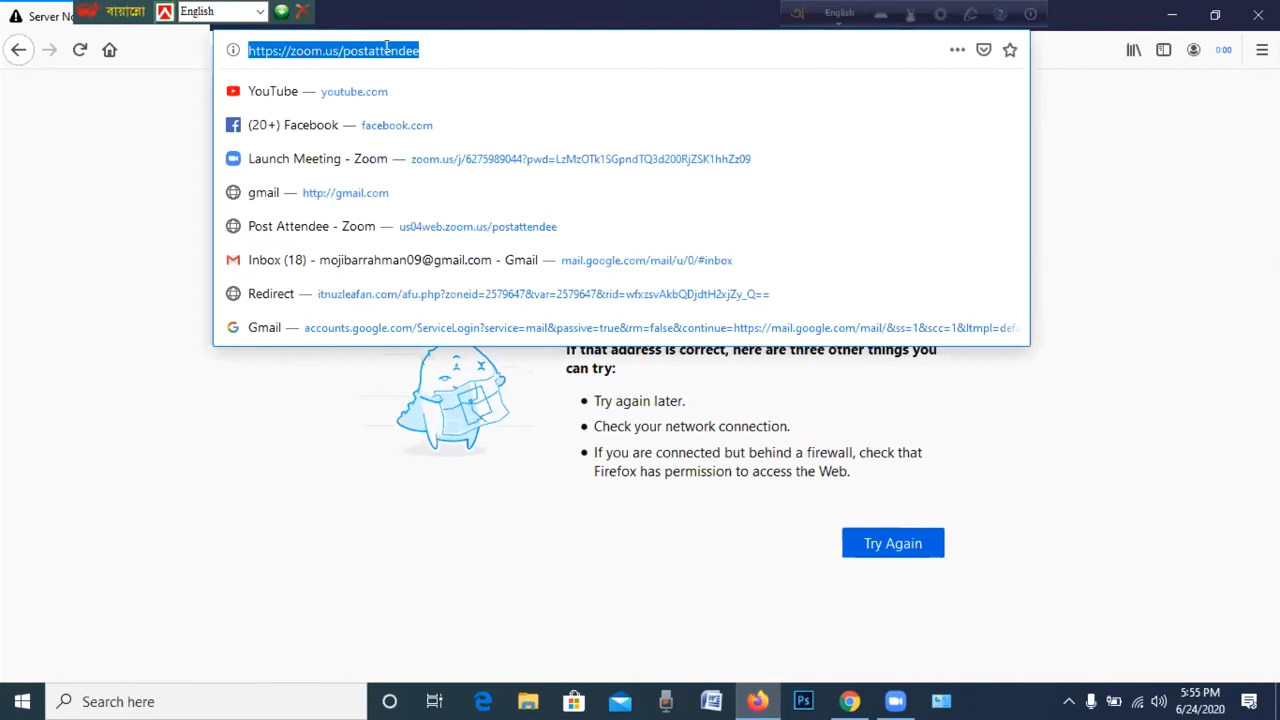 Server No
বায়ান্নো
English
English
https://zoom.us/postattendee
0:00
YouTube — youtube.com
(20+) Facebook — facebook.com
Launch Meeting - Zoom — zoom.us/j/6275989044?pwd=LzMzOTk1SGpndTQ3d200RjZSK1hhZz09
gmail — http://gmail.com
Post Attendee - Zoom — us04web.zoom.us/postattendee
Inbox (18) - mojibarrahman09@gmail.com - Gmail — mail.google.com/mail/u/0/#inbox
Redirect — itnuzleafan.com/afu.php?zoneid=2579647&var=2579647&rid=wfxzsvAkbQDjdtH2xjZy_Q==
Gmail — accounts.google.com/ServiceLogin?service=mail&passive=true&rm=false&continue=https://mail.google.com/mail/&ss=1&scc=1&ltmpl=defa
If that address is correct, here are three other things you
can try:
• Try again later.
• Check your network connection.
• If you are connected but behind a firewall, check that
Firefox has permission to access the Web.
Try Again
Search here
5:55 PM
6/24/2020